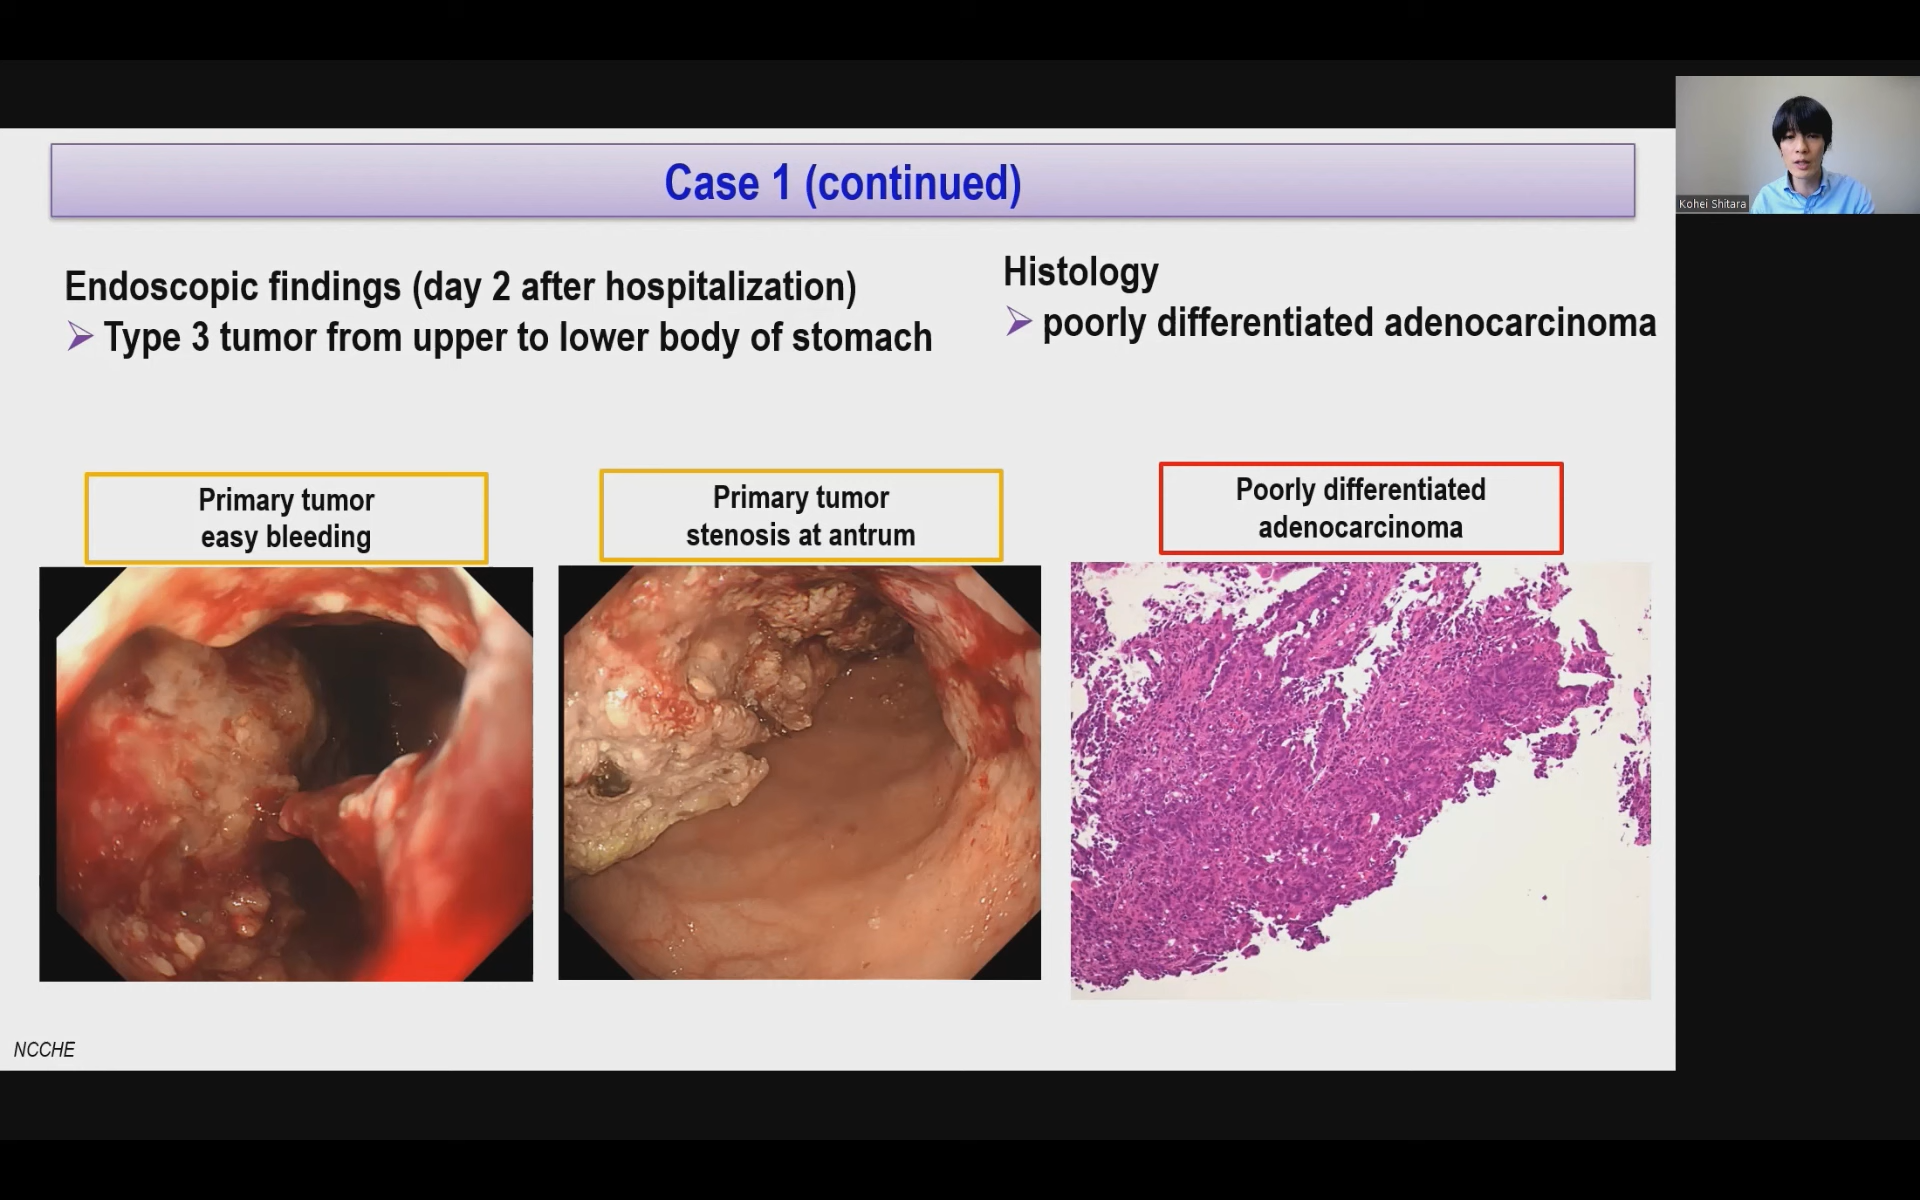 Case 1 (continued)
Kohei Shitara
Endoscopic findings (day 2 after hospitalization)
➢ Type 3 tumor from upper to lower body of stomach
Histology
➢ poorly differentiated adenocarcinoma
Primary tumor
easy bleeding
Primary tumor
stenosis at antrum
Poorly differentiated
adenocarcinoma
NCCHE